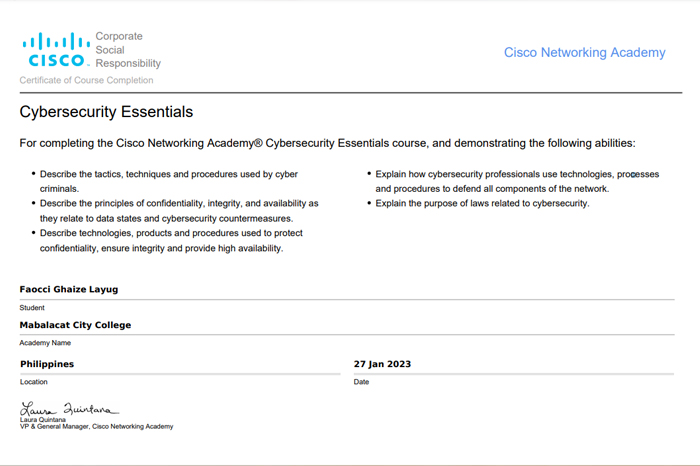 Corporate
Social
Responsibility
CISCO
Cisco Networking Academy
Certificate of Course Completion
Cybersecurity Essentials
For completing the Cisco Networking Academy® Cybersecurity Essentials course, and demonstrating the following abilities:
• Describe the tactics, techniques and procedures used by cyber
criminals.
• Describe the principles of confidentiality, integrity, and availability as
they relate to data states and cybersecurity countermeasures.
• Describe technologies, products and procedures used to protect
confidentiality, ensure integrity and provide high availability.
• Explain how cybersecurity professionals use technologies, processes
and procedures to defend all components of the network.
• Explain the purpose of laws related to cybersecurity.
Faocci Ghaize Layug
Student
Mabalacat City College
Academy Name
Philippines
Location
27 Jan 2023
Date
Laura Quintana
Laura Quintana
VP & General Manager, Cisco Networking Academy